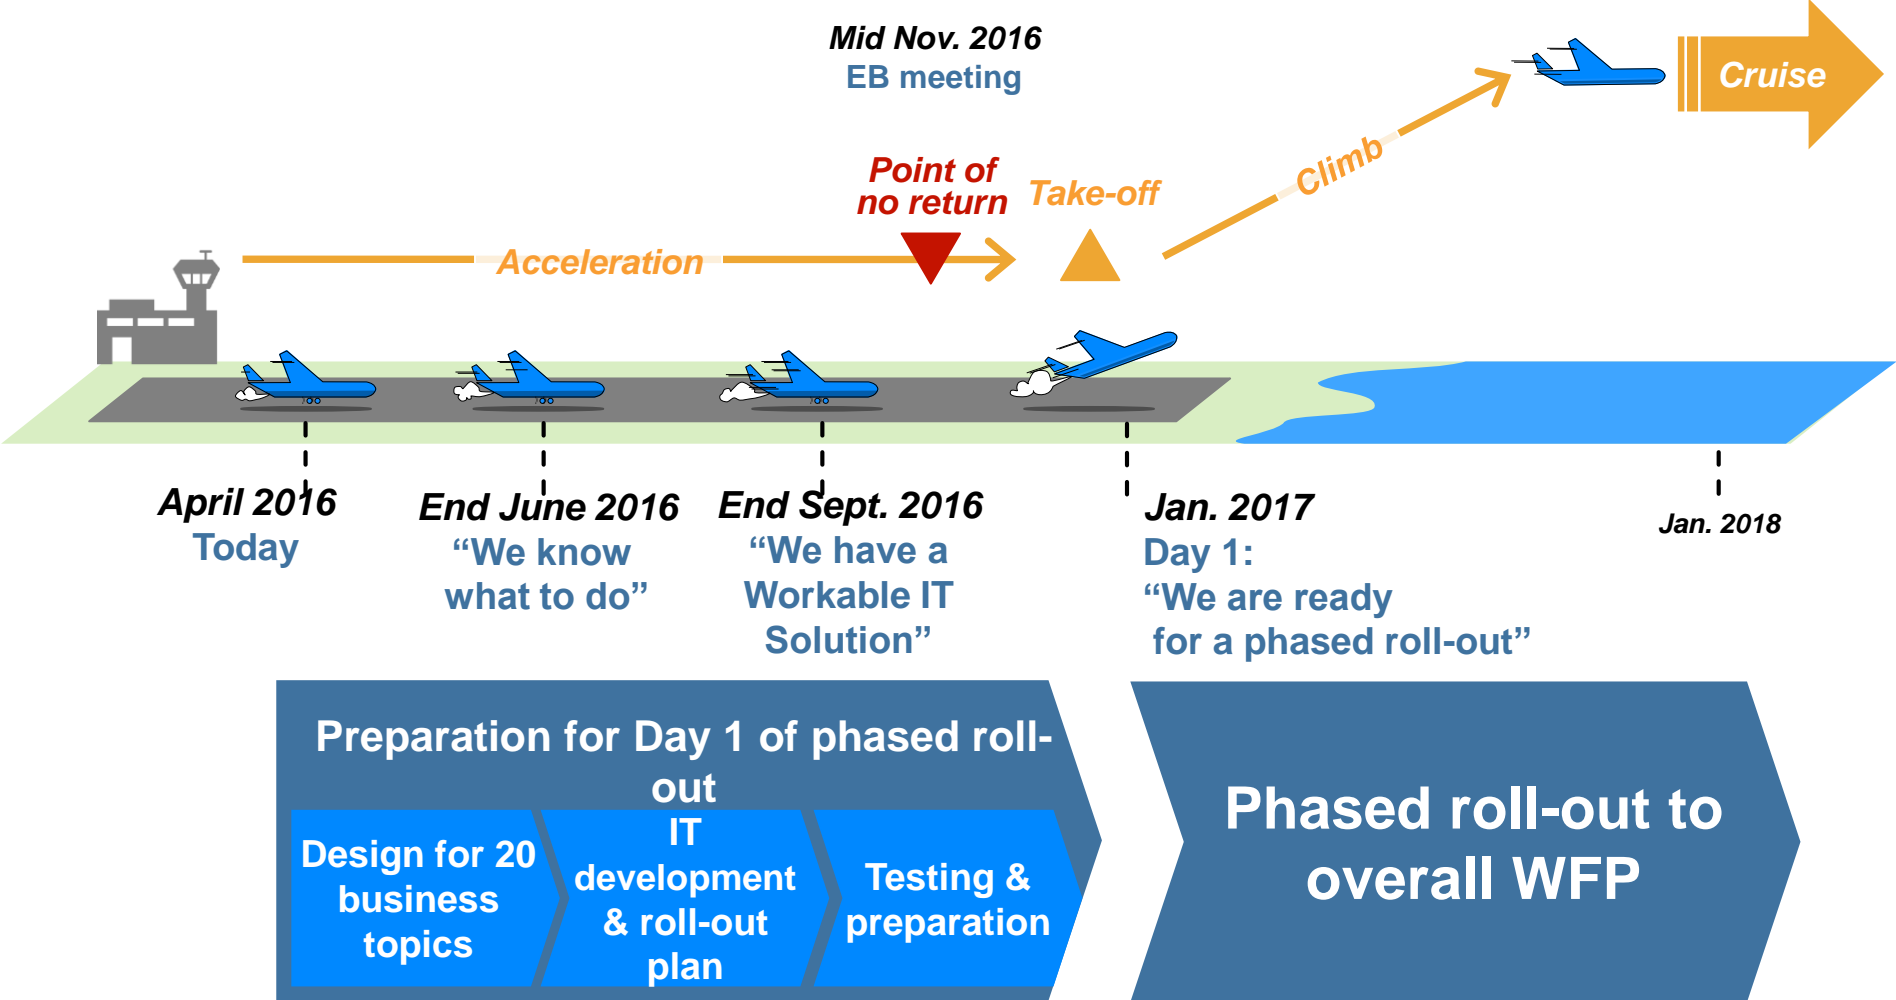 Mid Nov. 2016
EB meeting
Cruise
Climb
Point of
no return
Take-off
Acceleration
April 2016
Today
End June 2016
“We know
what to do”
End Sept. 2016
“We have a
Workable IT
Solution”
Jan. 2017
Day 1:
“We are ready
for a phased roll-out”
Jan. 2018
Preparation for Day 1 of phased roll-
out
Design for 20
business
topics
IT
development
& roll-out
plan
Testing &
preparation
Phased roll-out to
overall WFP